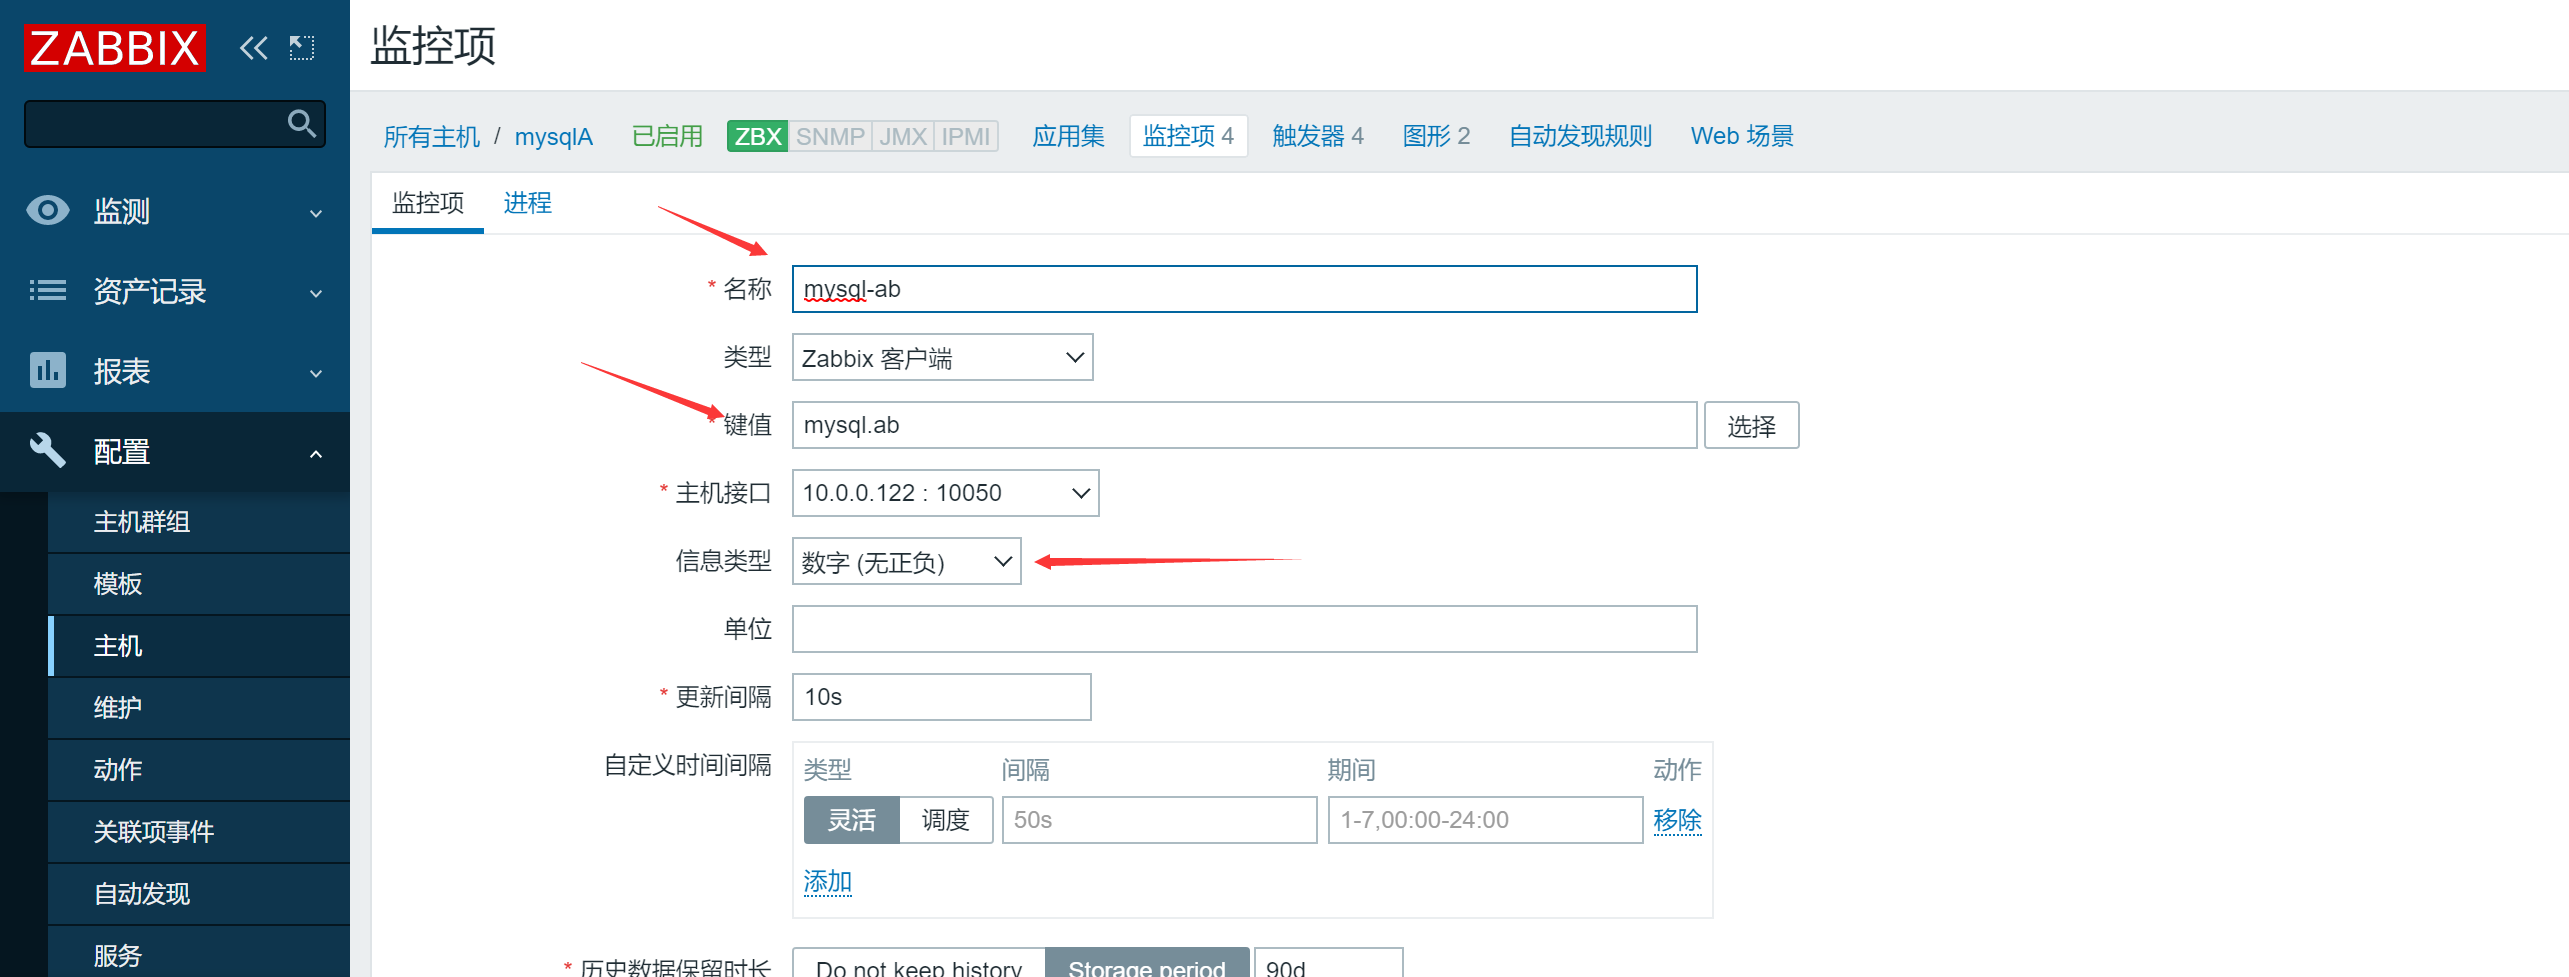 ZABBIX
监测
资产记录
报表
配置
主机群组
模板
主机
维护
动作
关联项事件
自动发现
服务
监控项
所有主机 / mysqlA 已启用 ZBX SNMP JMX IPMI 应用集 监控项 4 触发器 4 图形 2 自动发现规则 Web 场景
监控项 进程
* 名称 mysql-ab
类型 Zabbix 客户端
* 键值 mysql.ab 选择
* 主机接口 10.0.0.122 : 10050
信息类型 数字 (无正负)
单位
* 更新间隔 10s
自定义时间间隔 类型 间隔 期间 动作
灵活 调度 50s 1-7,00:00-24:00 移除
添加
* 历史数据保留时长 Do not keep history Storage period 90d